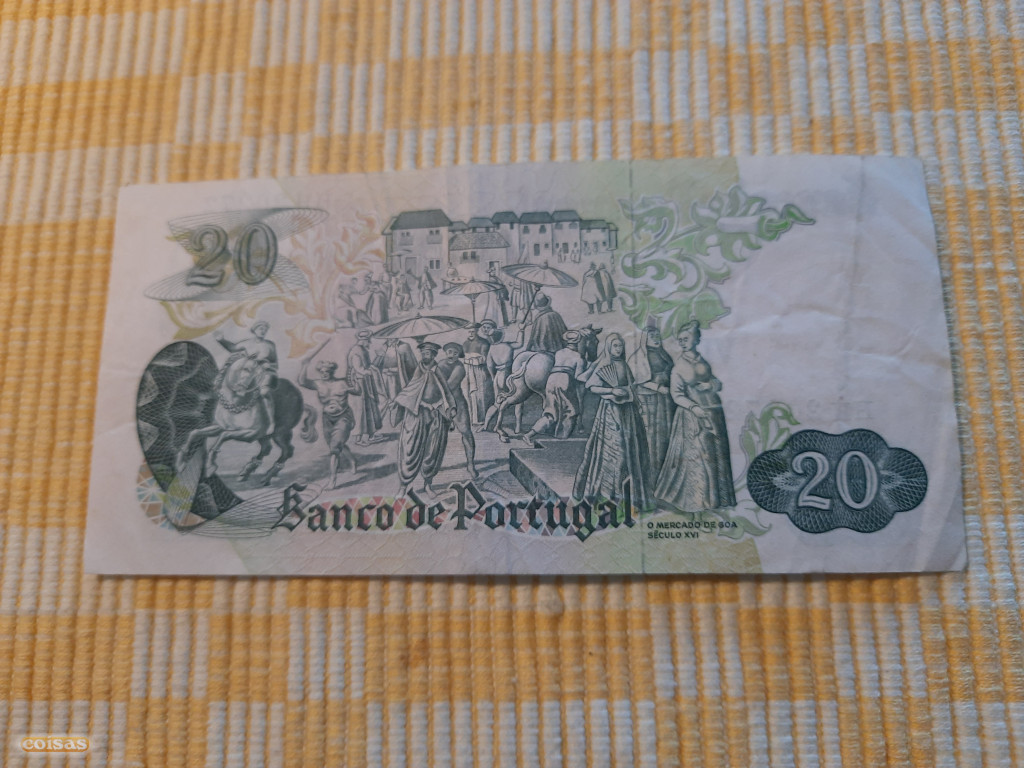 20
Banco de Portugal
O MERCADO DE GOA
SÉCULO XVI
20
coisas